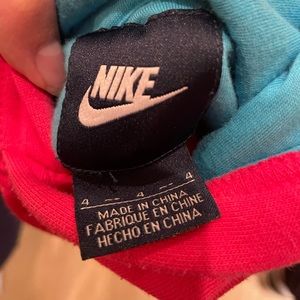 NIKE
4 4 4
MADE IN CHINA
FABRIQUÉ EN CHINE
HECHO EN CHINA